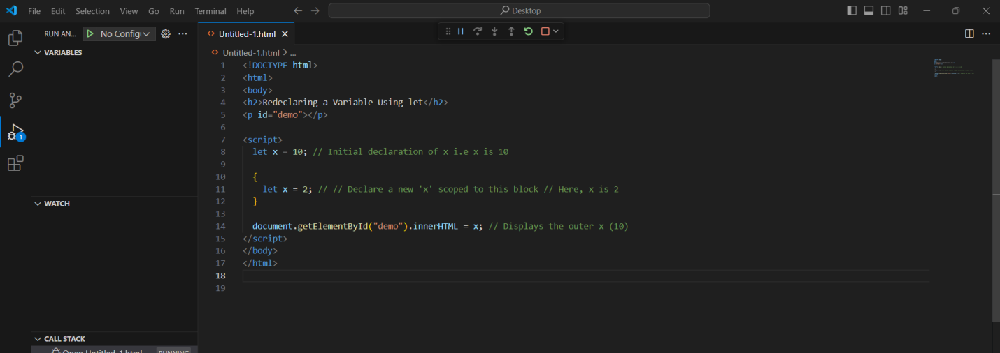 File Edit Selection View Go Run Terminal Help
Desktop
RUN AN... No Config
Untitled-1.html
VARIABLES
Untitled-1.html > ...
1 <!DOCTYPE html>
2 <html>
3 <body>
4 <h2>Redeclaring a Variable Using let</h2>
5 <p id="demo"></p>
6
7 <script>
8 let x = 10; // Initial declaration of x i.e x is 10
9
10 {
11 let x = 2; // // Declare a new 'x' scoped to this block // Here, x is 2
12 }
13
14 document.getElementById("demo").innerHTML = x; // Displays the outer x (10)
15 </script>
16 </body>
17 </html>
18
19
1
WATCH
CALL STACK
Open Untitled-1.html RUNNING